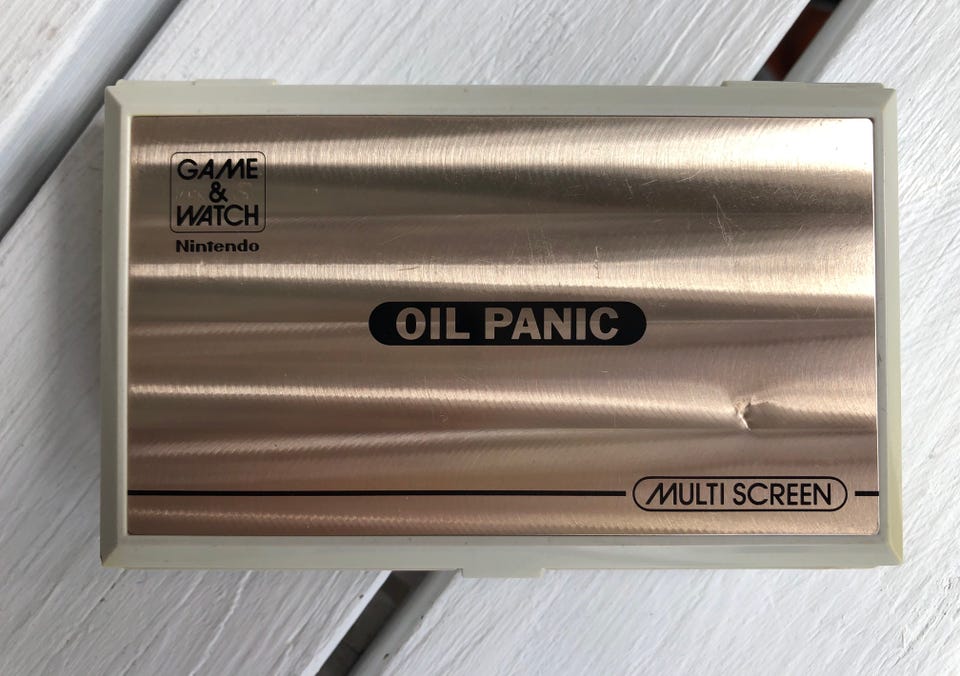 GAME
&
WATCH
Nintendo
OIL PANIC
MULTI SCREEN